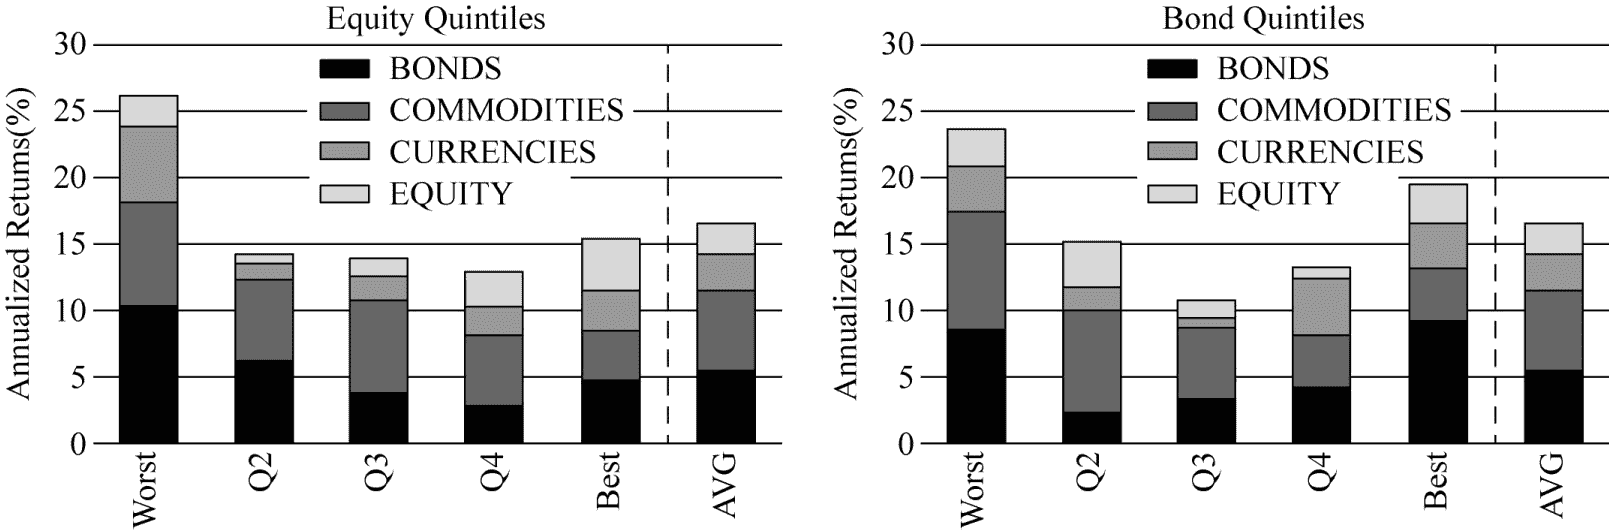 Equity Quintiles
Annualized Returns(%)
30
25
20
15
10
5
0
BONDS
COMMODITIES
CURRENCIES
EQUITY
Worst
Q2
Q3
Q4
Best
AVG
Bond Quintiles
Annualized Returns(%)
30
25
20
15
10
5
0
BONDS
COMMODITIES
CURRENCIES
EQUITY
Worst
Q2
Q3
Q4
Best
AVG